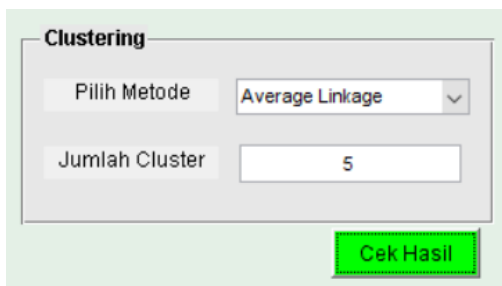 Clustering
Pilih Metode Average Linkage
Jumlah Cluster 5
Cek Hasil